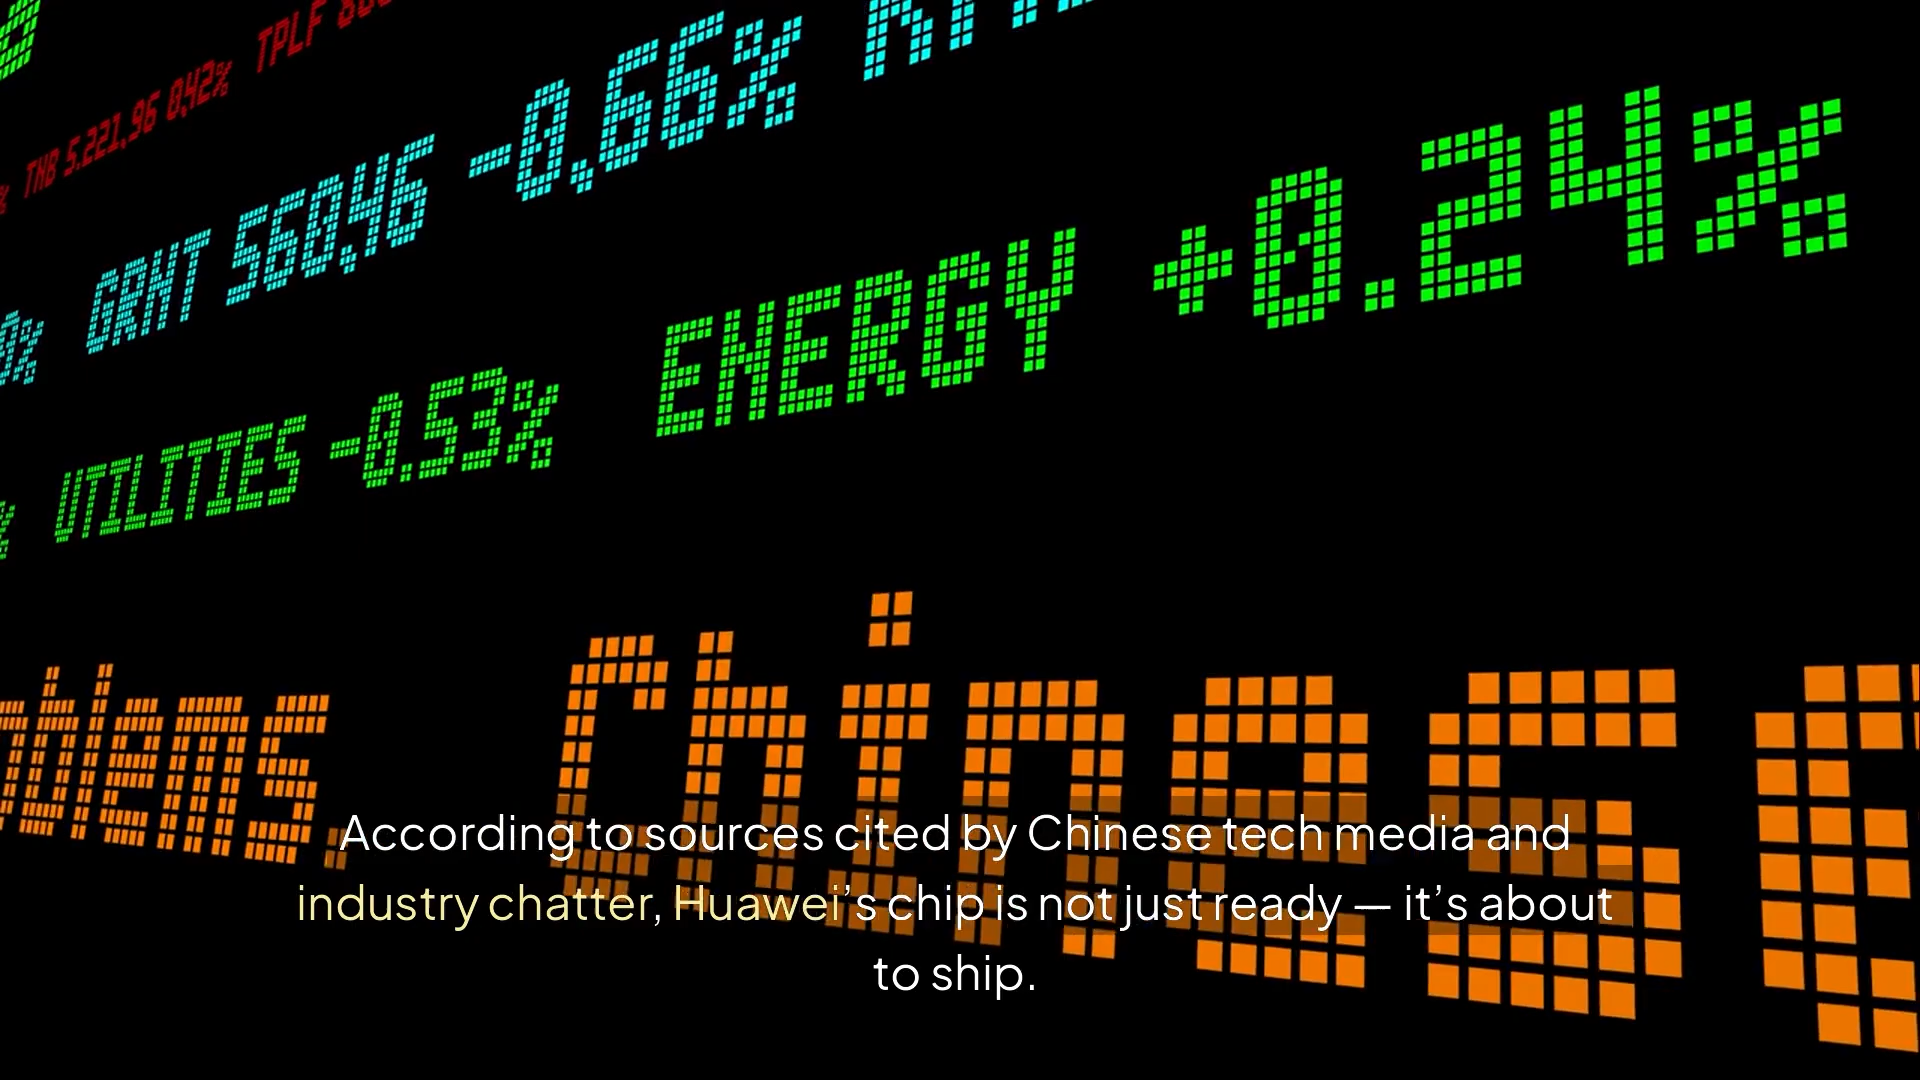 TNB 5.221,96 0,42% TPLF
GRNT 560,46 -0,66%
UTILITIES -0.53% ENERGY +0.24%
Chinese
According to sources cited by Chinese tech media and
industry chatter, Huawei’s chip is not just ready — it’s about
to ship.